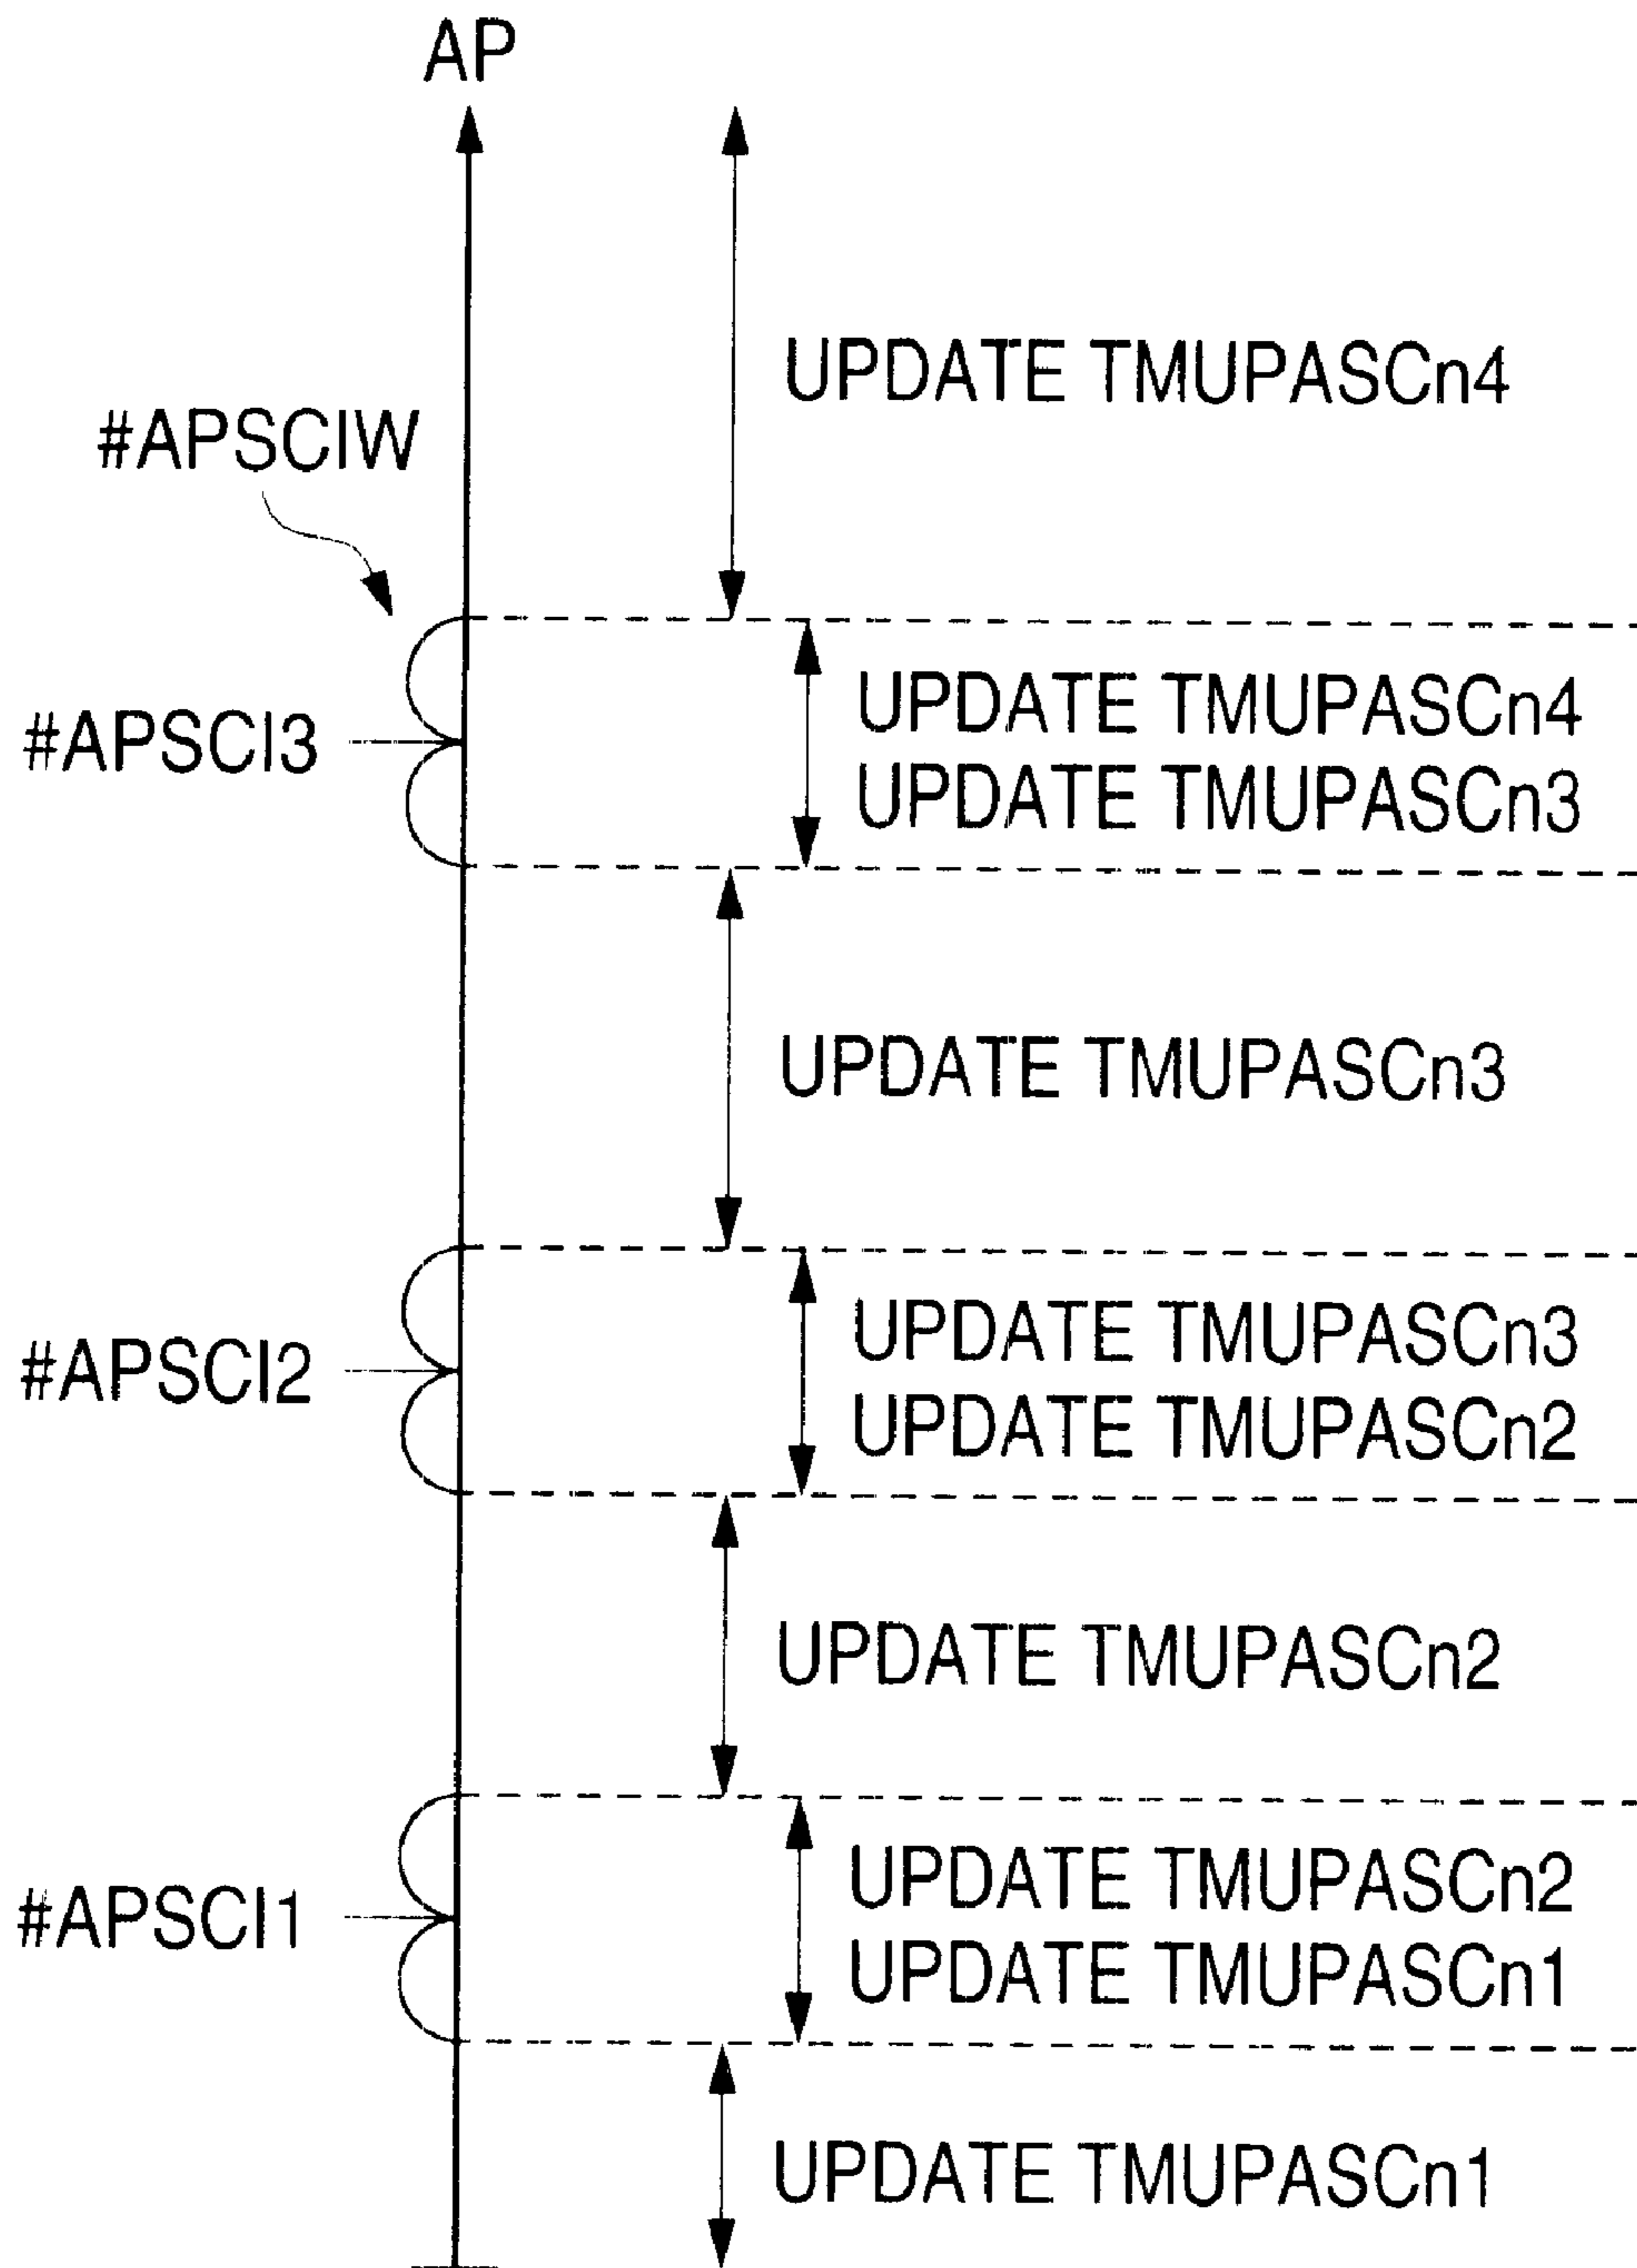 AP
UPDATE TMUPASCn4
#APSCIW
UPDATE TMUPASCn4
#APSCI3
UPDATE TMUPASCn3
UPDATE TMUPASCn3
UPDATE TMUPASCn3
#APSCI2
UPDATE TMUPASCn2
UPDATE TMUPASCn2
UPDATE TMUPASCn2
#APSCI1
UPDATE TMUPASCn1
UPDATE TMUPASCn1